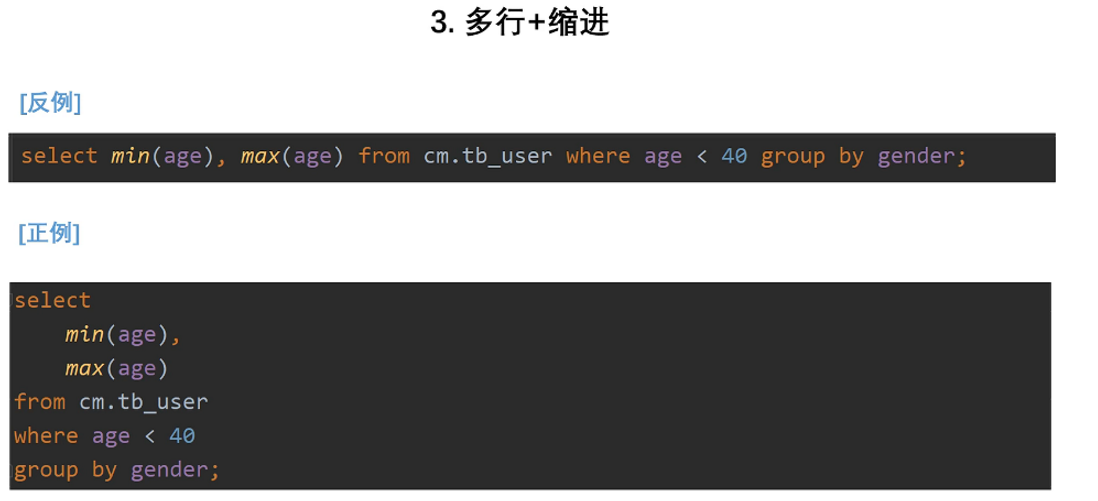 3. 多行+缩进
[反例]
select min(age), max(age) from cm.tb_user where age < 40 group by gender;
[正例]
select
    min(age),
    max(age)
from cm.tb_user
where age < 40
group by gender;